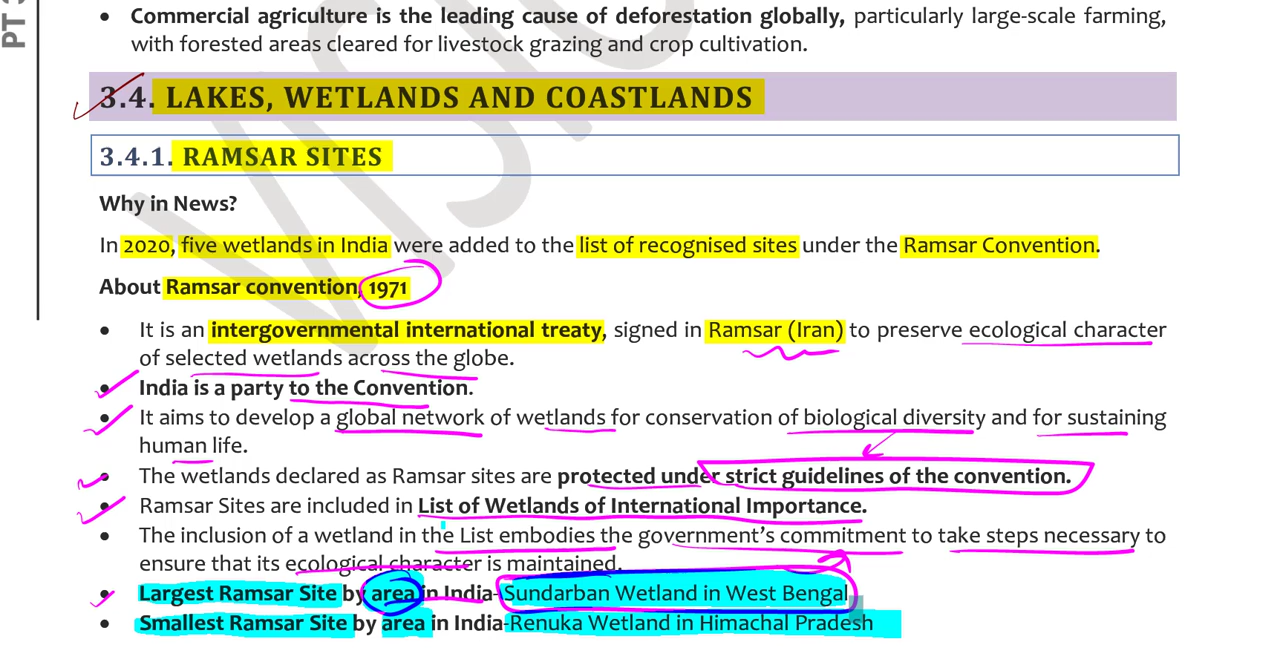 PT 3
• Commercial agriculture is the leading cause of deforestation globally, particularly large-scale farming,
with forested areas cleared for livestock grazing and crop cultivation.
3.4. LAKES, WETLANDS AND COASTLANDS
3.4.1. RAMSAR SITES
Why in News?
In 2020, five wetlands in India were added to the list of recognised sites under the Ramsar Convention.
About Ramsar convention, 1971
• It is an intergovernmental international treaty, signed in Ramsar (Iran) to preserve ecological character
of selected wetlands across the globe.
• India is a party to the Convention.
• It aims to develop a global network of wetlands for conservation of biological diversity and for sustaining
human life.
• The wetlands declared as Ramsar sites are protected under strict guidelines of the convention.
• Ramsar Sites are included in List of Wetlands of International Importance.
• The inclusion of a wetland in the List embodies the government's commitment to take steps necessary to
ensure that its ecological character is maintained.
• Largest Ramsar Site by area in India-Sundarban Wetland in West Bengal
• Smallest Ramsar Site by area in India-Renuka Wetland in Himachal Pradesh